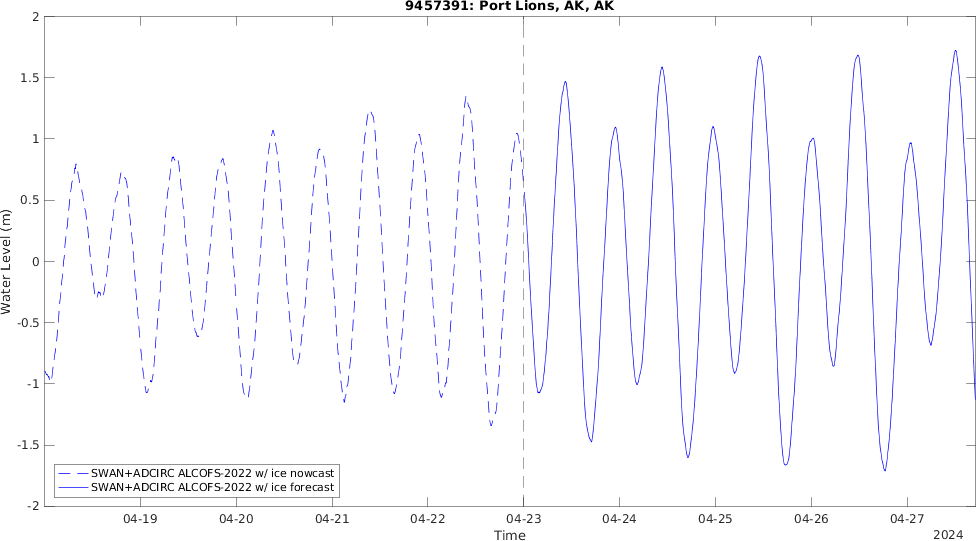 9457391: Port Lions, AK, AK
2
1.5
1
0.5
0
-0.5
-1
-1.5
-2
Water Level (m)
SWAN+ADCIRC ALCOFS-2022 w/ ice nowcast
SWAN+ADCIRC ALCOFS-2022 w/ ice forecast
04-19 04-20 04-21 04-22 04-23 04-24 04-25 04-26 04-27
Time
2024